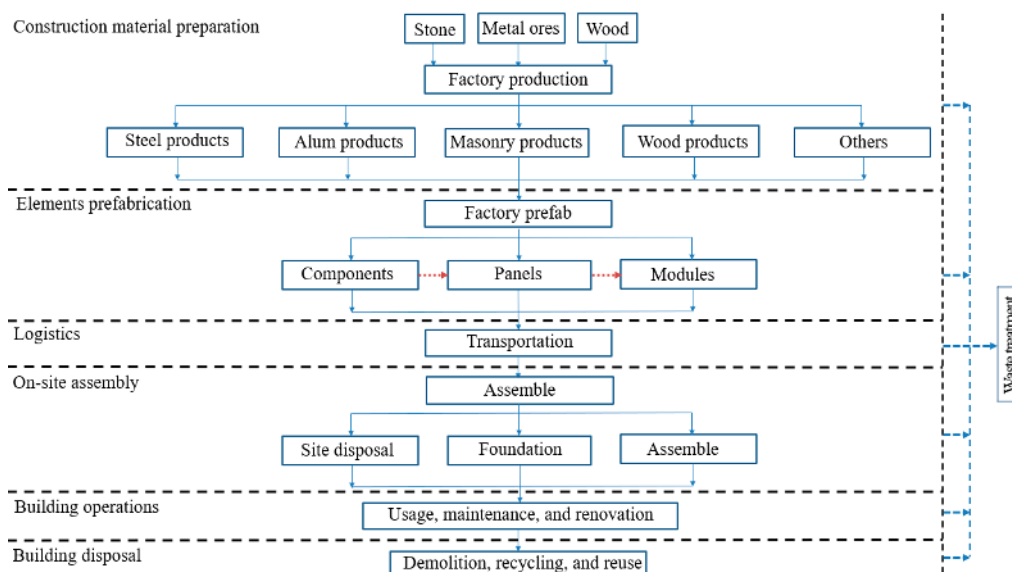 Construction material preparation
Stone
Metal ores
Wood
Factory production
Steel products
Alum products
Masonry products
Wood products
Others
Elements prefabrication
Factory prefab
Components
Panels
Modules
Logistics
Transportation
On-site assembly
Assemble
Site disposal
Foundation
Assemble
Building operations
Usage, maintenance, and renovation
Building disposal
Demolition, recycling, and reuse
Waste treatment